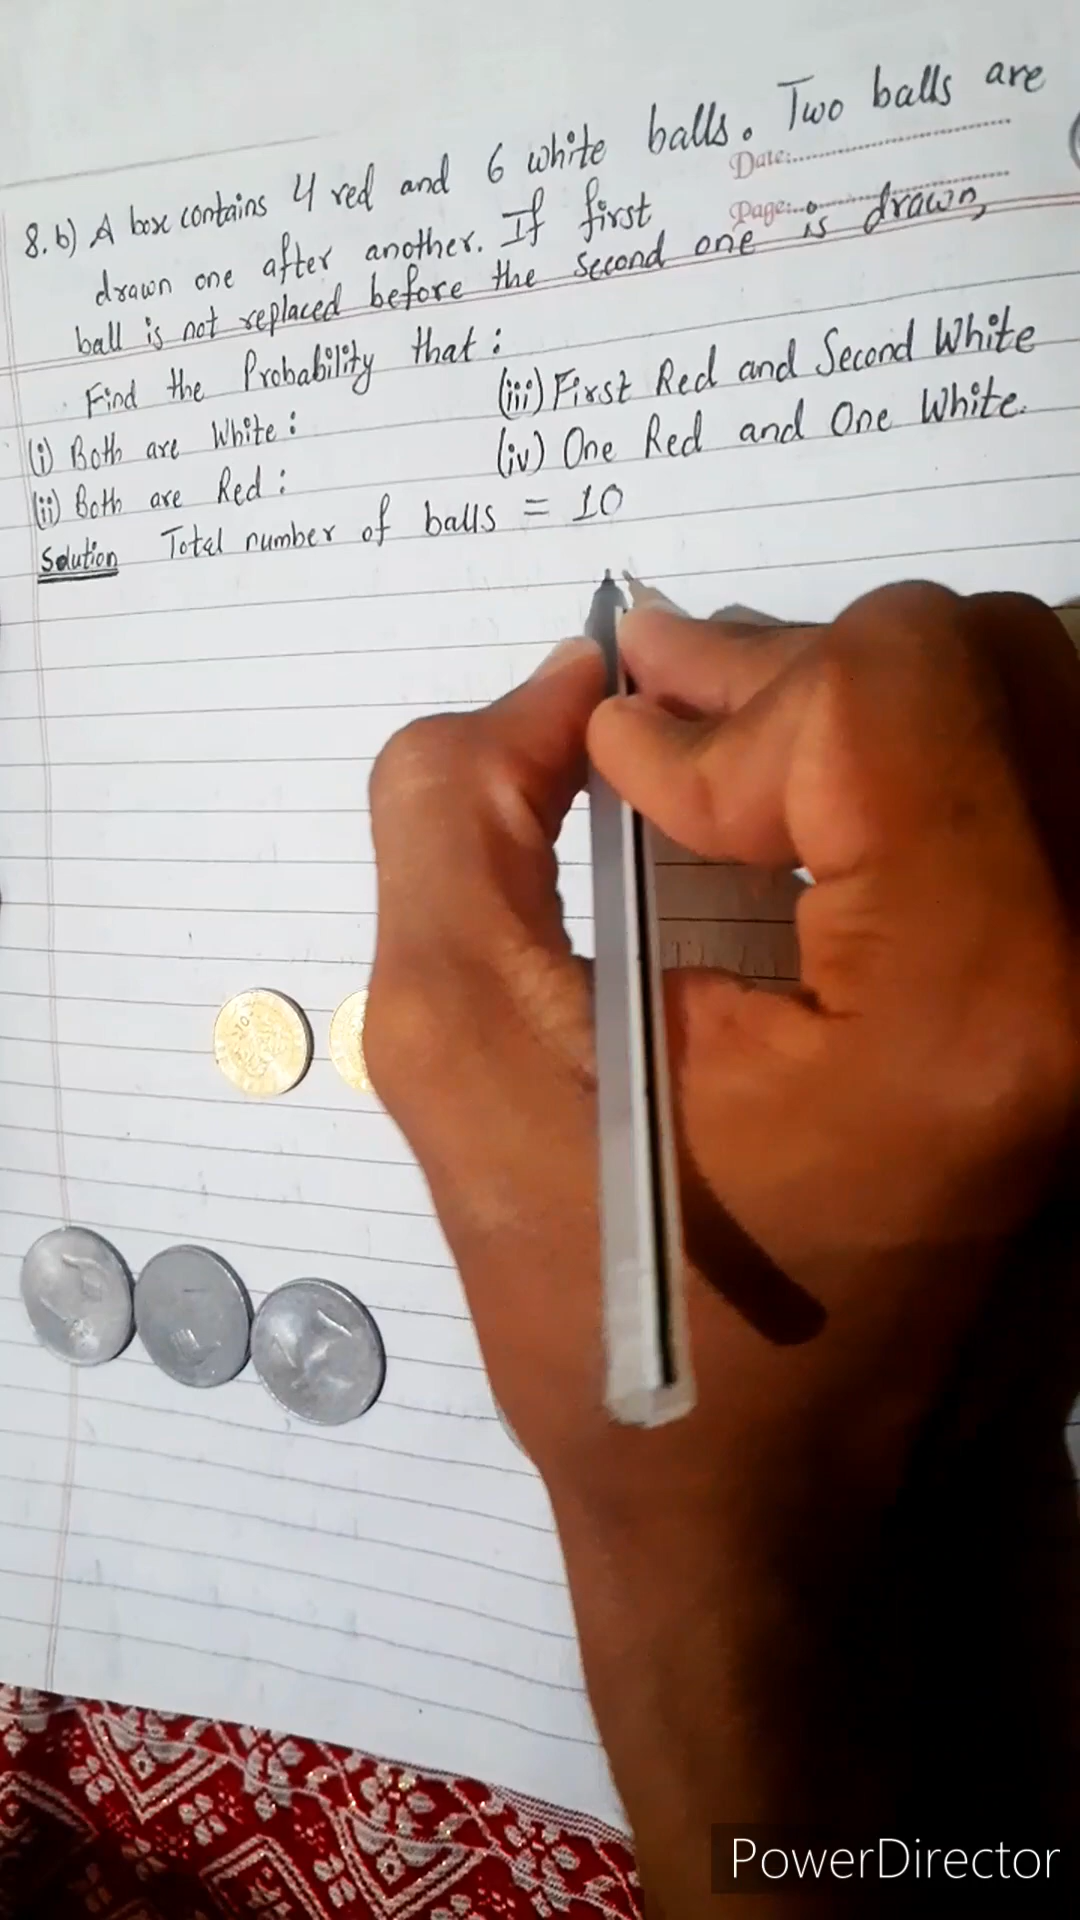 8. b) A box contains 4 red and 6 white balls. Two balls are
Date:
drawn one after another. If first
Page:
ball is not replaced before the second one is drawn,
Find the Probability that :
(i) Both are White :
(iii) First Red and Second White
(ii) Both are Red :
(iv) One Red and One White.
Solution Total number of balls = 10
PowerDirector